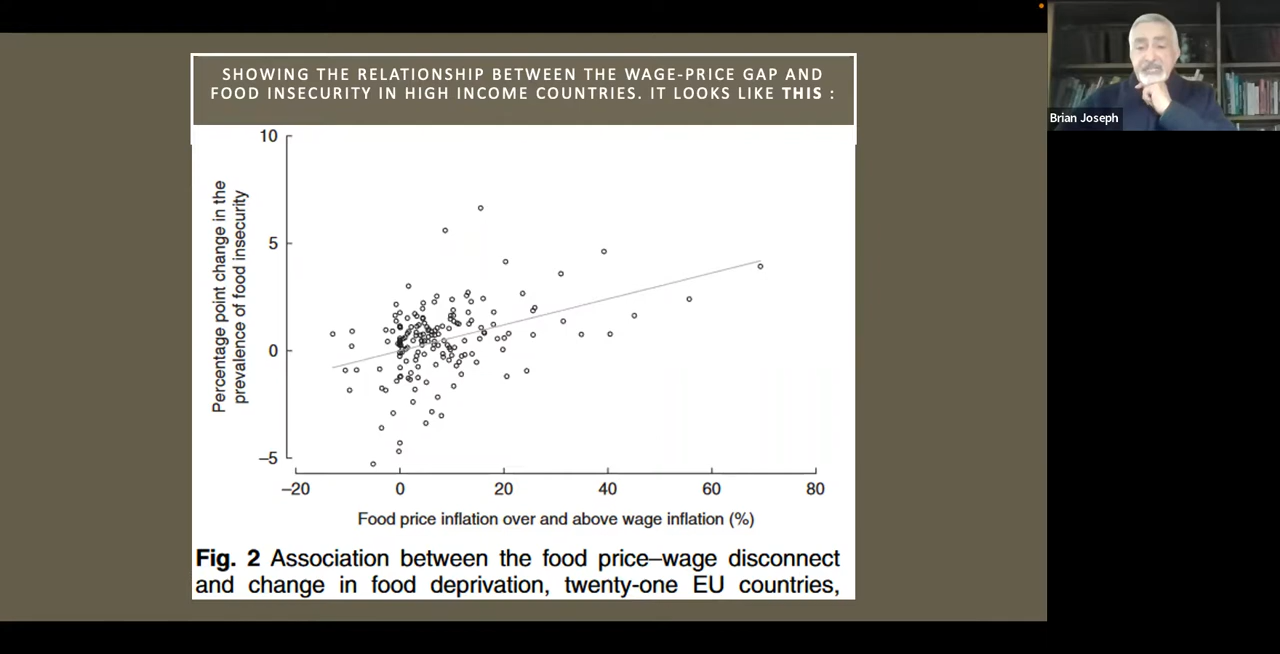 SHOWING THE RELATIONSHIP BETWEEN THE WAGE-PRICE GAP AND
FOOD INSECURITY IN HIGH INCOME COUNTRIES. IT LOOKS LIKE THIS :
Brian Joseph
Percentage point change in the
prevalence of food insecurity
10
5
0
–5
–20 0 20 40 60 80
Food price inflation over and above wage inflation (%)
Fig. 2 Association between the food price–wage disconnect
and change in food deprivation, twenty-one EU countries,